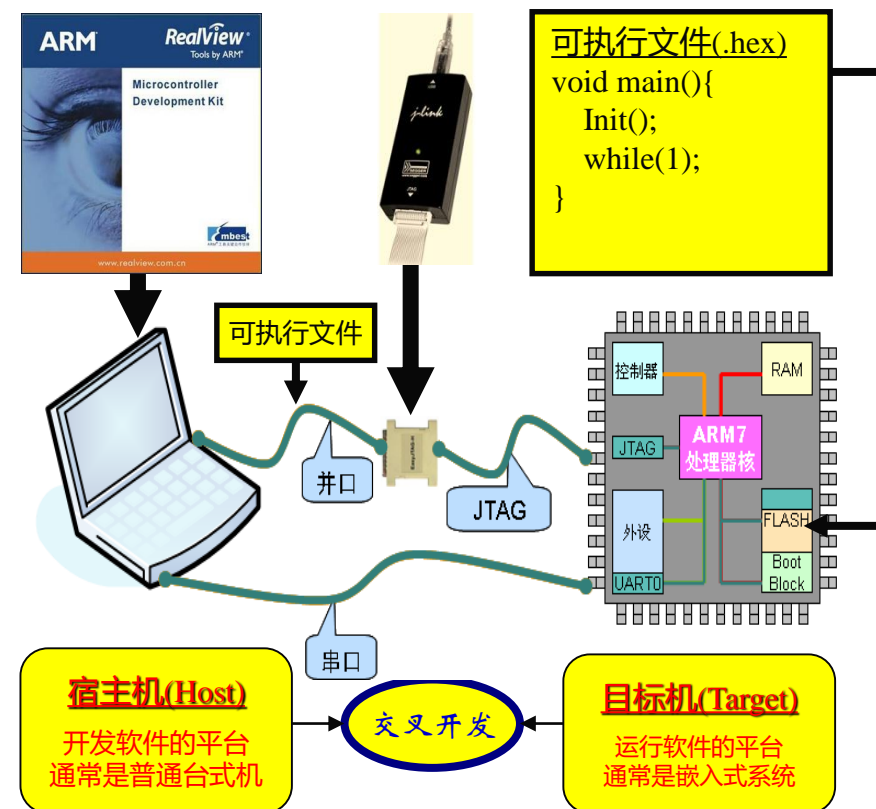 ARM
RealView
Tools by ARM
Microcontroller
Development Kit
mbest
www.realview.com.cn
j-link
JTAG
可执行文件(.hex)
void main(){
Init();
while(1);
}
可执行文件
并口
EasyJTAG-H
JTAG
控制器
RAM
ARM7
处理器核
JTAG
外设
UART0
FLASH
Boot
Block
串口
宿主机(Host)
开发软件的平台
通常是普通台式机
交叉开发
目标机(Target)
运行软件的平台
通常是嵌入式系统